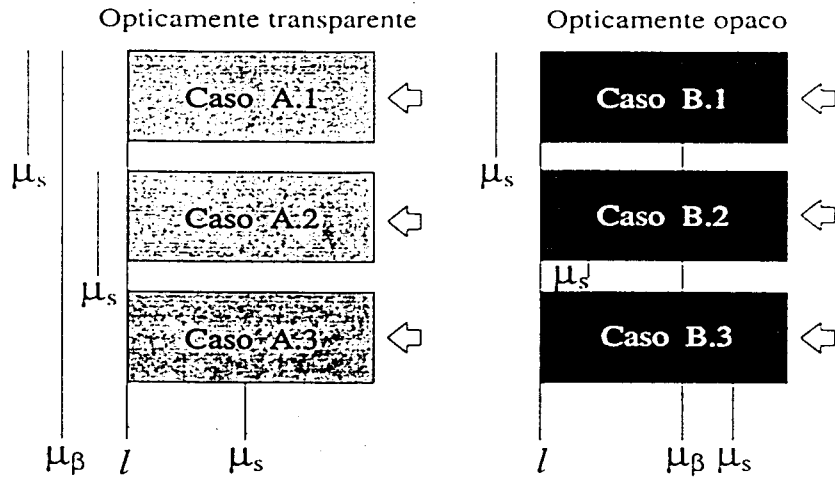 Opticamente transparente
Opticamente opaco
Caso A.1
Caso B.1
μs
μs
Caso A.2
Caso B.2
μs
μs
Caso A.3
Caso B.3
μβ
l
μs
l
μβ
μs